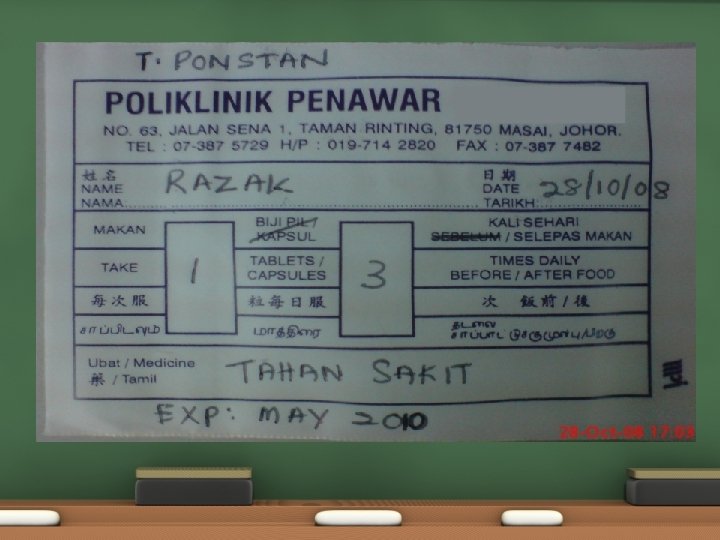 T. PONSTAN
POLIKLINIK PENAWAR
NO. 63, JALAN SENA 1, TAMAN RINTING, 81750 MASAI, JOHOR.
TEL : 07-387 5729 H/P : 019-714 2820 FAX : 07-387 7482
姓名 日期
NAME RAZAK DATE 28/10/08
NAMA TARIKH:
MAKAN 1 BIJI PIL / KAPSUL 3 KALI SEHARI SEBELUM / SELEPAS MAKAN
TAKE TABLETS / CAPSULES TIMES DAILY BEFORE / AFTER FOOD
每次服 粒每日服 次 飯前/後
சாப்பிடவும் மாத்திரை
Ubat / Medicine TAHAN SAKIT
藥 / Tamil
EXP: MAY 2010
28-Oct-08 17:03